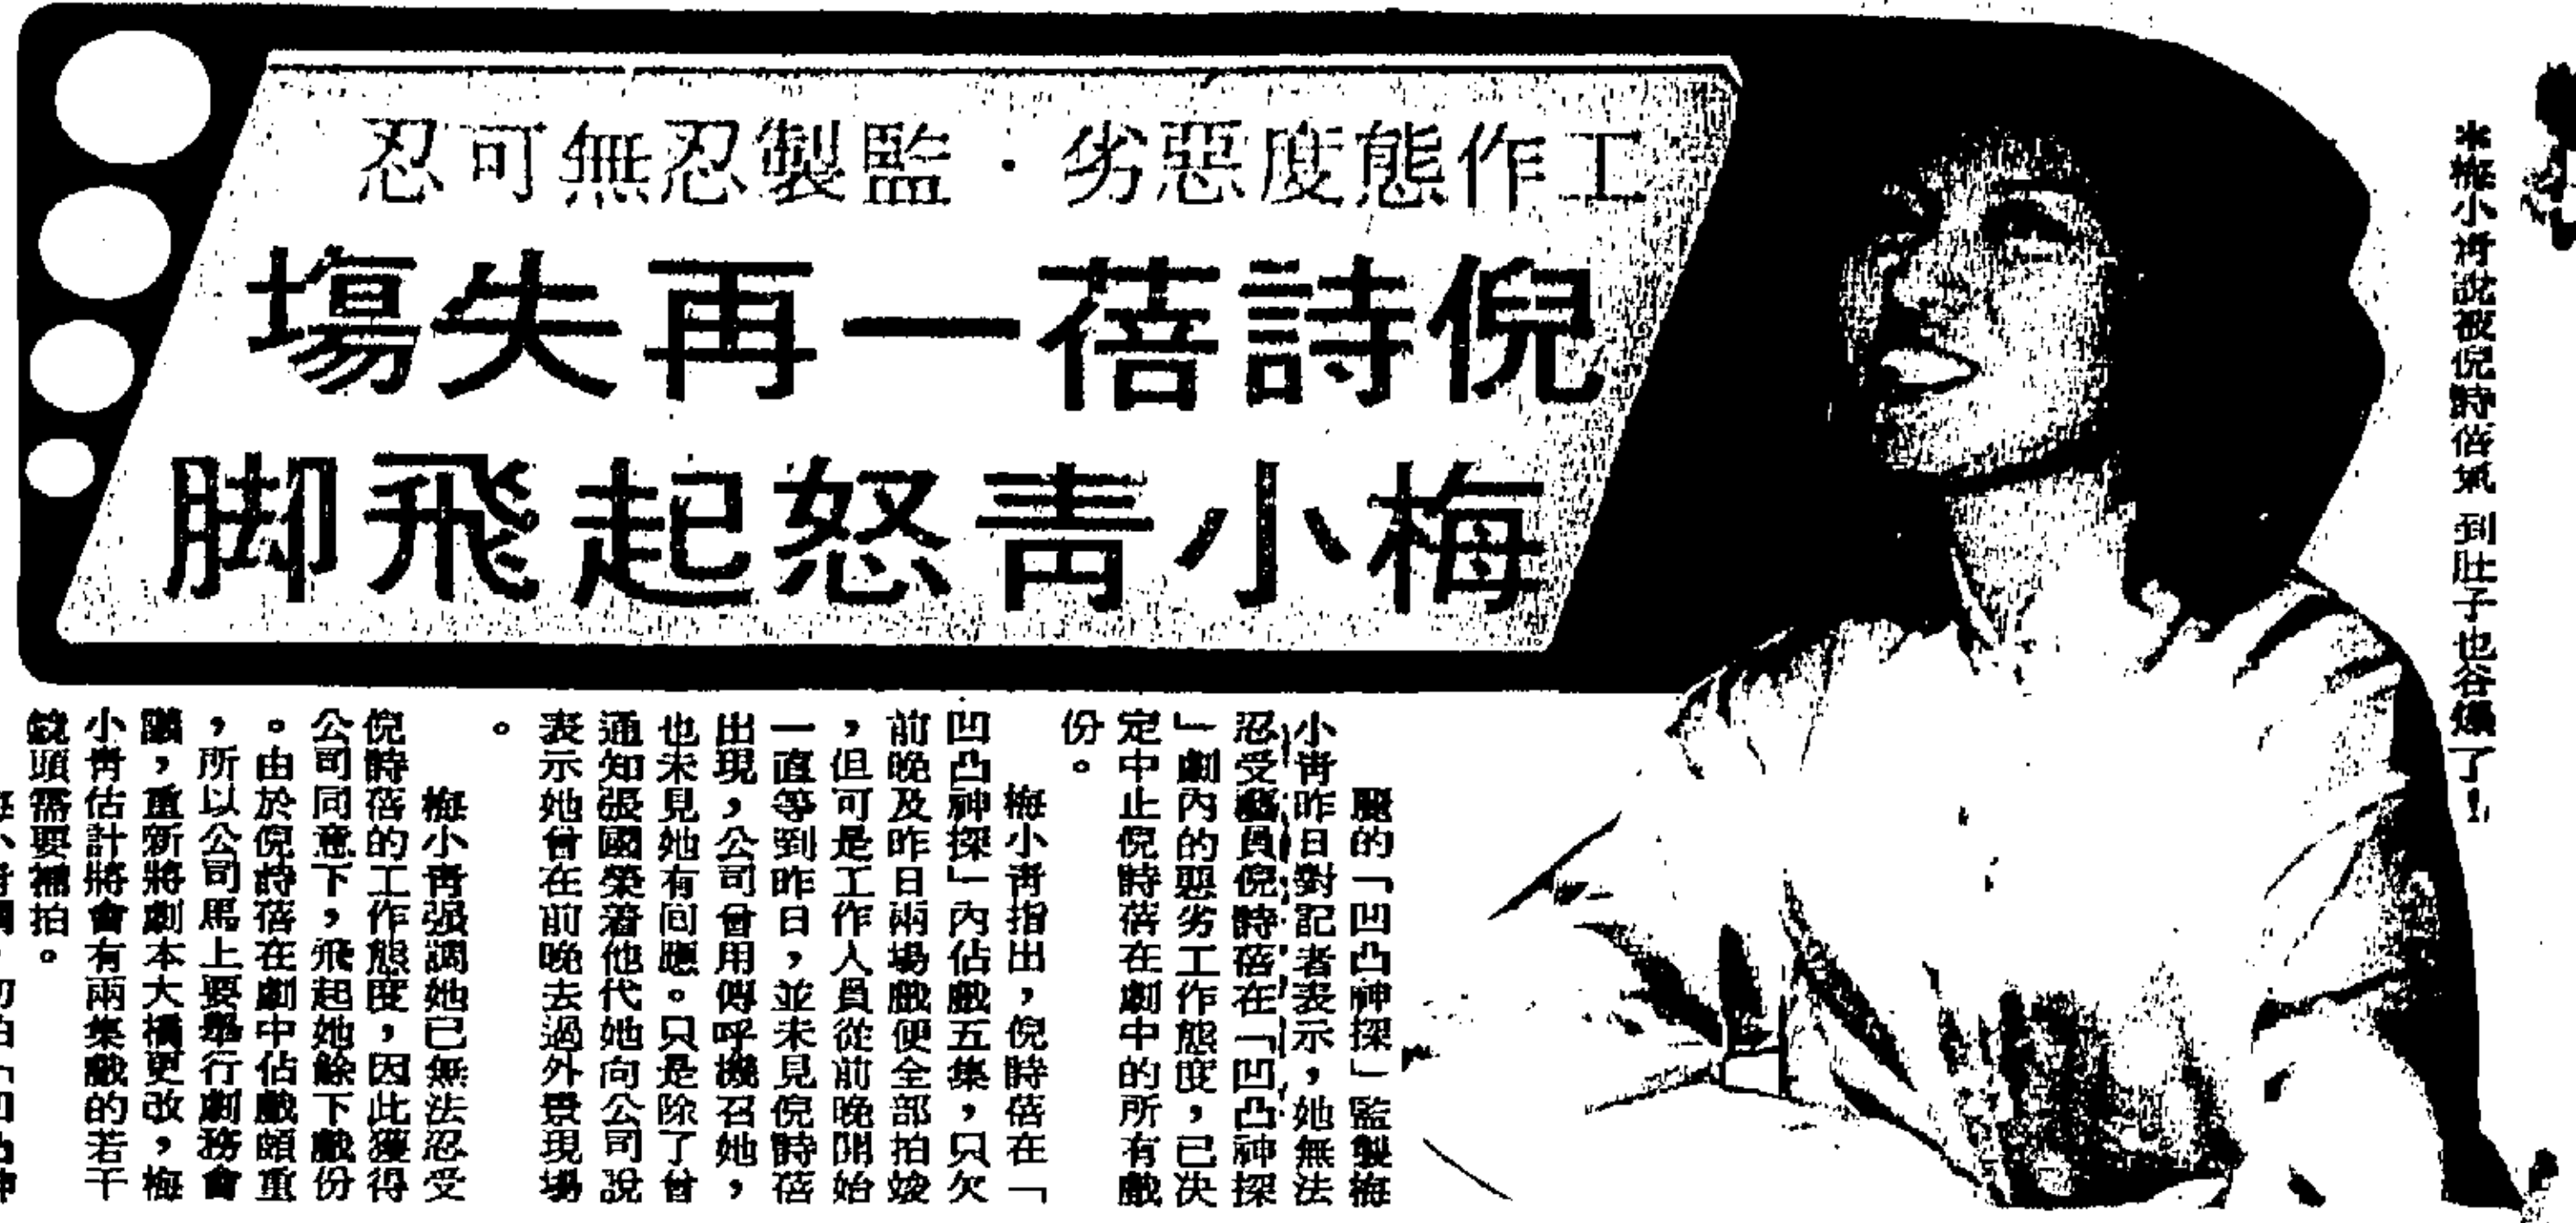 工作態度惡劣·監製忍無可忍
倪詩蓓一再失場
梅小青怒起飛脚
＊梅小青說被倪詩蓓氣到肚子也谷爆了！
麗的「凹凸神探」監製梅
小青昨日對記者表示，她無法
忍受藝員倪詩蓓在「凹凸神探
」劇內的惡劣工作態度，已决
定中止倪詩蓓在劇中的所有戲
份。
梅小青指出，倪詩蓓在「
凹凸神探」內佔戲五集，只欠
前晚及昨日兩場戲便全部拍竣
，但可是工作人員從前晚開始
一直等到昨日，並未見倪詩蓓
出現，公司曾用傳呼機召她，
也未見她有回應。只是除了曾
通知張國榮着他代她向公司說
表示她曾在前晚去過外景現場
。
梅小青强調她已無法忍受
倪詩蓓的工作態度，因此獲得
公司同意下，飛起她餘下戲份
。由於倪詩蓓在劇中佔戲頗重
，所以公司馬上要舉行劇務會
議，重新將劇本大橋更改，梅
小青估計將會有兩集戲的若干
鏡頭需要補拍。